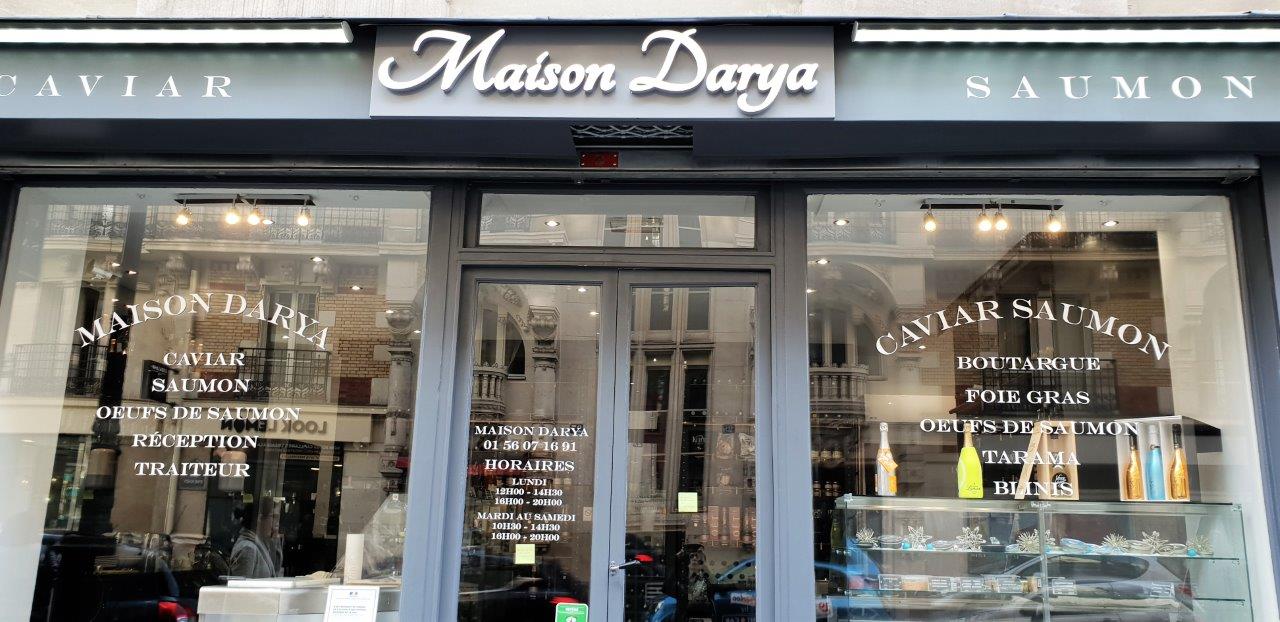 CAVIAR
Maison Darya
SAUMON
MAISON DARYA
CAVIAR
SAUMON
OEUFS DE SAUMON
RÉCEPTION
TRAITEUR
LOOK LEMON
MAISON DARYA
01 56 07 16 91
HORAIRES
LUNDI
12H00 - 14H30
16H00 - 20H00
MARDI AU SAMEDI
10H30 - 14H30
16H00 - 20H00
CAVIAR SAUMON
BOUTARGUE
FOIE GRAS
OEUFS DE SAUMON
TARAMA
BLINIS